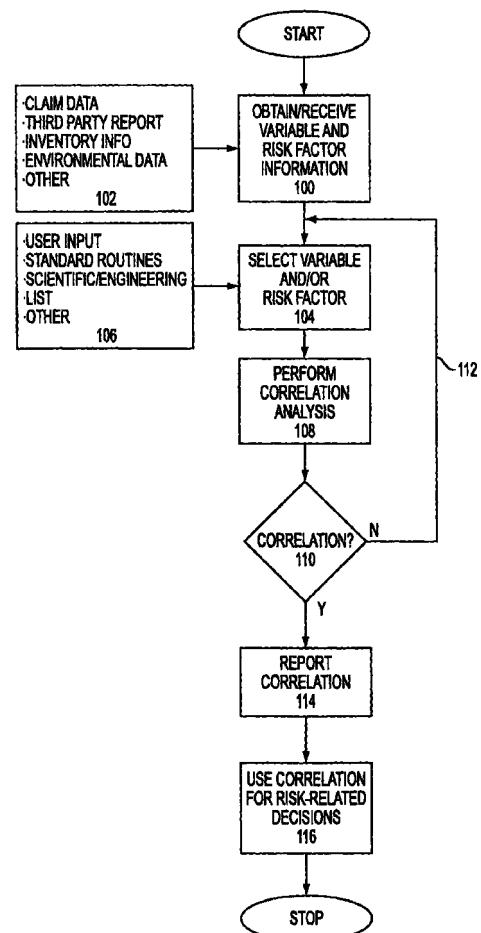 START
·CLAIM DATA
·THIRD PARTY REPORT
·INVENTORY INFO
·ENVIRONMENTAL DATA
·OTHER
102
OBTAIN/RECEIVE
VARIABLE AND
RISK FACTOR
INFORMATION
100
·USER INPUT
·STANDARD ROUTINES
·SCIENTIFIC/ENGINEERING
·LIST
·OTHER
106
SELECT VARIABLE
AND/OR
RISK FACTOR
104
112
PERFORM
CORRELATION
ANALYSIS
108
CORRELATION?
110
N
Y
REPORT
CORRELATION
114
USE CORRELATION
FOR RISK-RELATED
DECISIONS
116
STOP